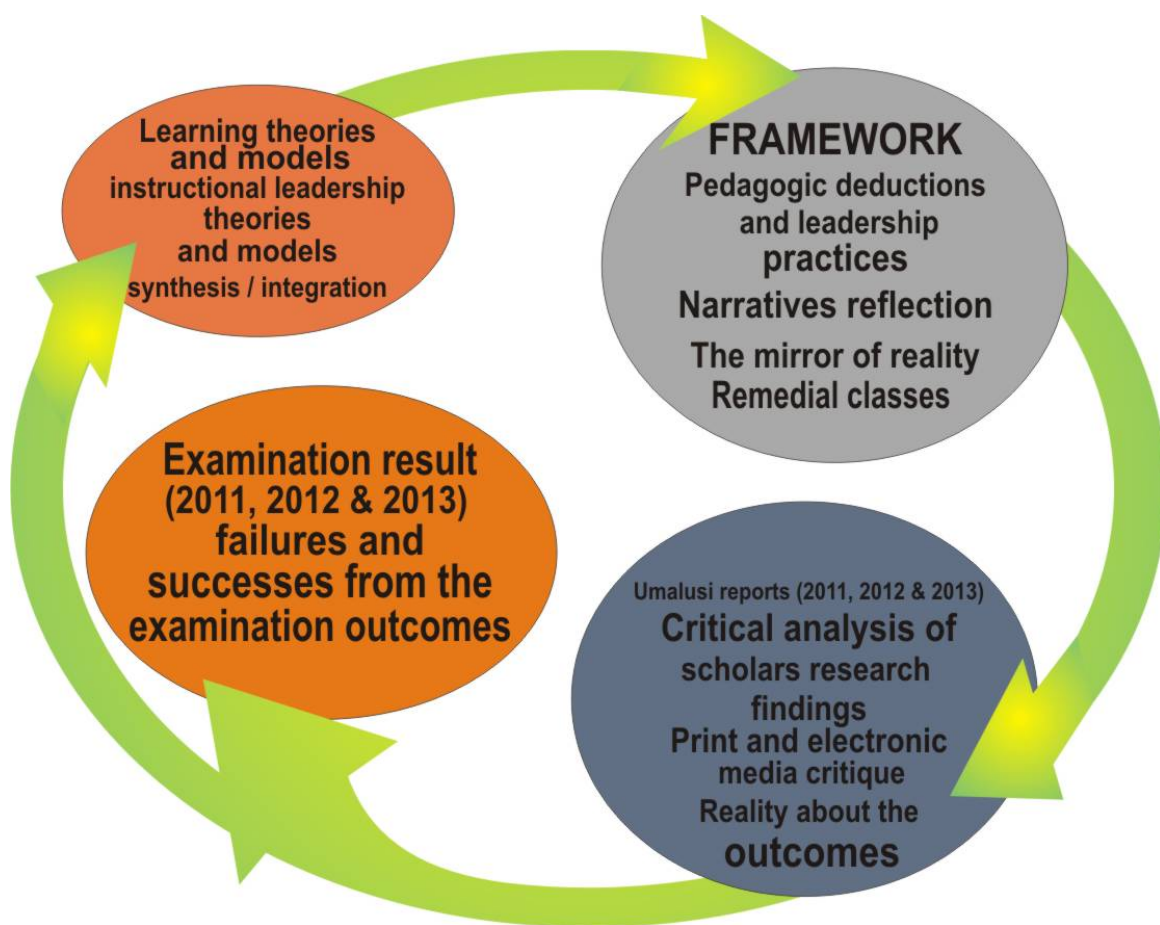 Learning theories
and models
instructional leadership
theories
and models
synthesis / integration
FRAMEWORK
Pedagogic deductions
and leadership
practices
Narratives reflection
The mirror of reality
Remedial classes
Umalusi reports (2011, 2012 & 2013)
Critical analysis of
scholars research
findings
Print and electronic
media critique
Reality about the
outcomes
Examination result
(2011, 2012 & 2013)
failures and
successes from the
examination outcomes